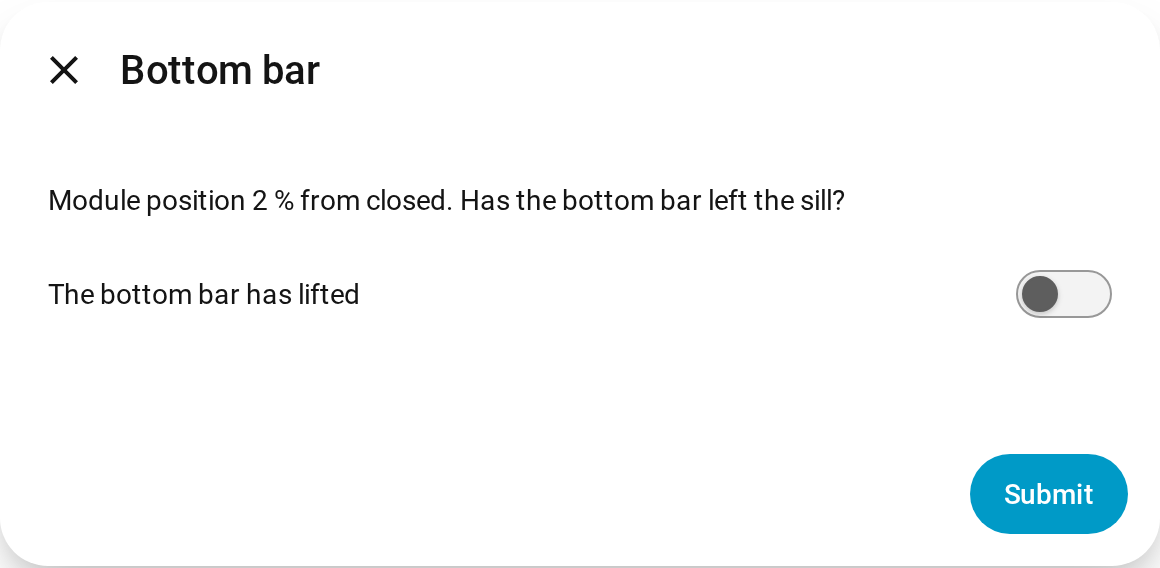 Bottom bar
Module position 2 % from closed. Has the bottom bar left the sill?
The bottom bar has lifted
Submit